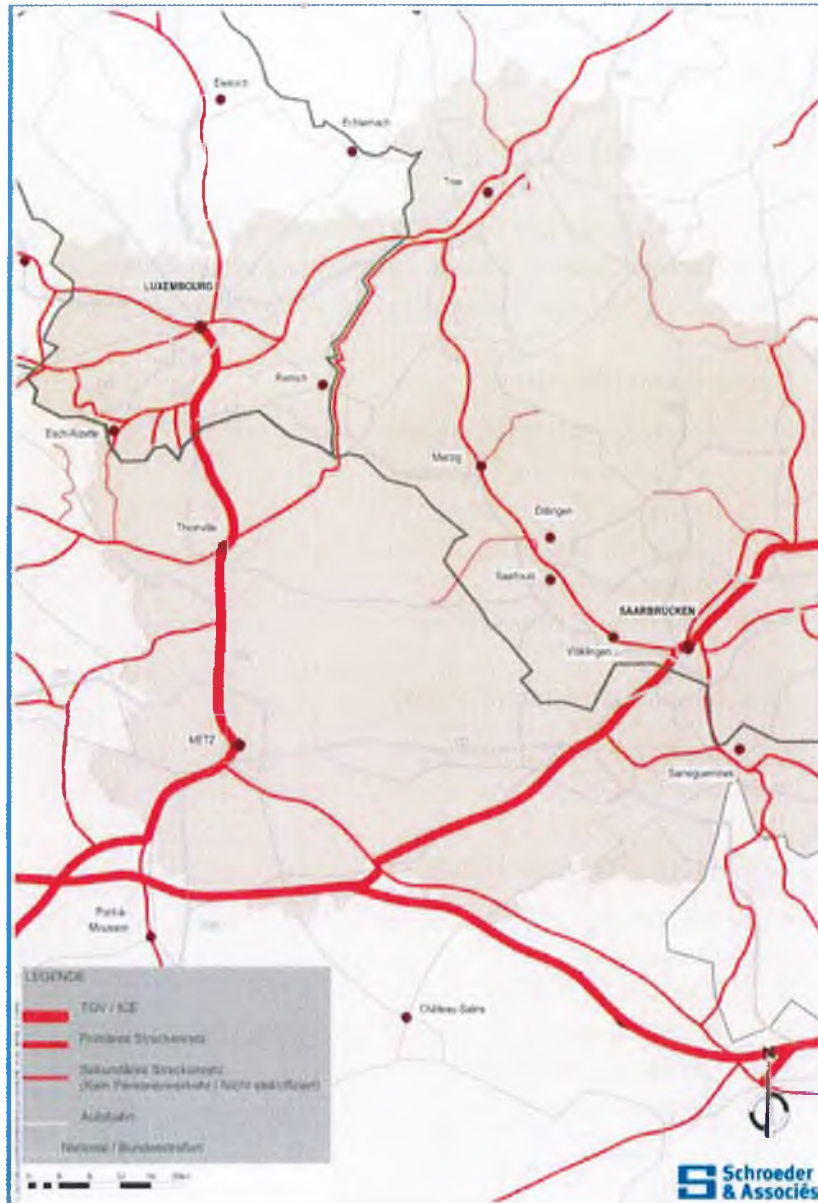 Echternach
Trier
LUXEMBOURG
Remich
Esch-Alzette
Merzig
Dillingen
Thionville
Saarlouis
SAARBRÜCKEN
Völklingen
METZ
Sarreguemines
Pont-à-
Mousson
Château-Salins
LEGENDE
TGV / ICE
Primäres Streckennetz
Sekundäres Streckennetz
(Kein Personenverkehr / Nicht elektrifiziert)
Autobahn
National / Bundesstraßen
N
Schroeder
& Associés